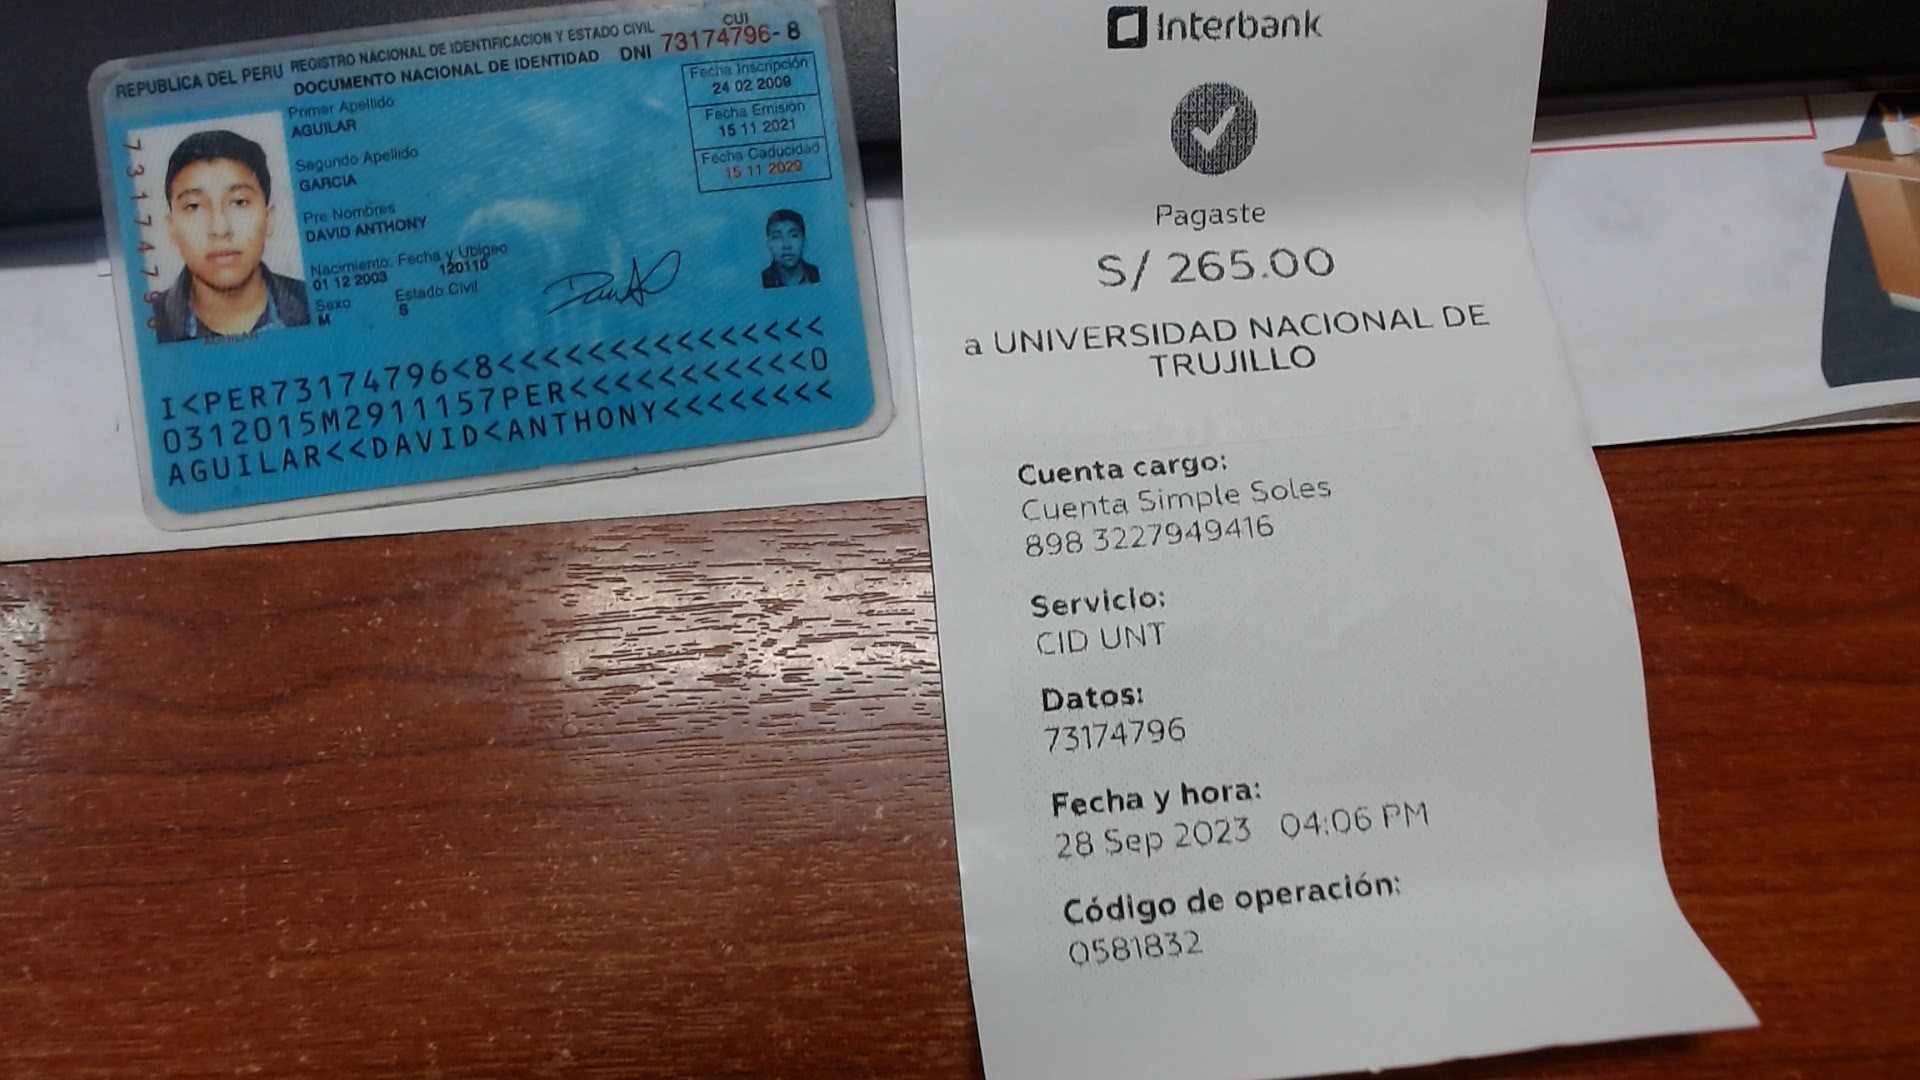 REPUBLICA DEL PERU REGISTRO NACIONAL DE IDENTIFICACION Y ESTADO CIVIL
DOCUMENTO NACIONAL DE IDENTIDAD DNI
CUI
73174796-8
Primer Apellido
AGUILAR
Segundo Apellido
GARCIA
Pre Nombres
DAVID ANTHONY
Nacimiento: Fecha y Ubigeo
01 12 2003 120110
Sexo Estado Civil
M S
Fecha Inscripción
24 02 2009
Fecha Emisión
15 11 2021
Fecha Caducidad
15 11 2029
73174796
AGUILAR
I<PER73174796<8<<<<<<<<<<<<<<<
0312015M2911157PER<<<<<<<<<<<0
AGUILAR<<DAVID<ANTHONY<<<<<<<<
Interbank
Pagaste
S/ 265.00
a UNIVERSIDAD NACIONAL DE
TRUJILLO
Cuenta cargo:
Cuenta Simple Soles
898 3227949416
Servicio:
CID UNT
Datos:
73174796
Fecha y hora:
28 Sep 2023 04:06 PM
Código de operación:
0581832